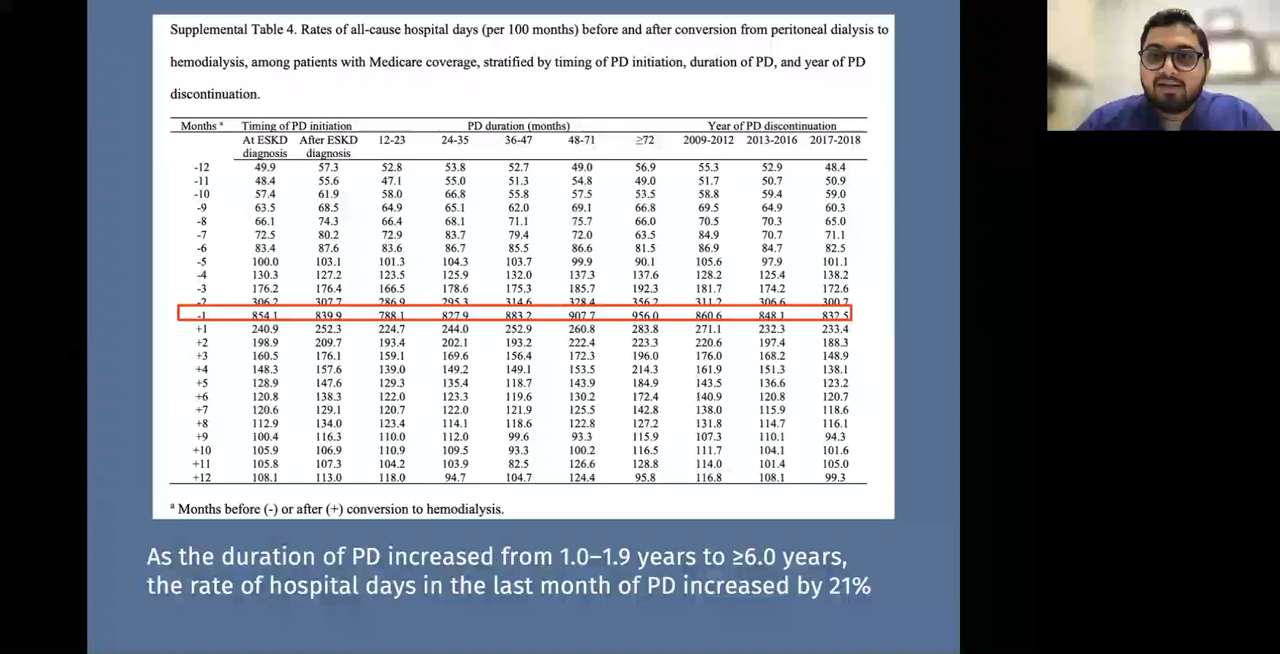 Supplemental Table 4. Rates of all-cause hospital days (per 100 months) before and after conversion from peritoneal dialysis to
hemodialysis, among patients with Medicare coverage, stratified by timing of PD initiation, duration of PD, and year of PD
discontinuation.
Months ᵃ Timing of PD initiation PD duration (months) Year of PD discontinuation
At ESKD After ESKD 12-23 24-35 36-47 48-71 ≥72 2009-2012 2013-2016 2017-2018
diagnosis diagnosis
-12 49.9 57.3 52.8 53.8 52.7 49.0 56.9 55.3 52.9 48.4
-11 48.4 55.6 47.1 55.0 51.3 54.8 49.0 51.7 50.7 50.9
-10 57.4 61.9 58.0 66.8 55.8 57.5 53.5 58.8 59.4 59.0
-9 63.5 68.5 64.9 65.1 62.0 69.1 66.8 69.5 64.9 60.3
-8 66.1 74.3 66.4 68.1 71.1 75.7 66.0 70.5 70.3 65.0
-7 72.5 80.2 72.9 83.7 79.4 72.0 63.5 84.9 70.7 71.1
-6 83.4 87.6 83.6 86.7 85.5 86.6 81.5 86.9 84.7 82.5
-5 100.0 103.1 101.3 104.3 103.7 99.9 90.1 105.6 97.9 101.1
-4 130.3 127.2 123.5 125.9 132.0 137.3 137.6 128.2 125.4 138.2
-3 176.2 176.4 166.5 178.6 175.3 185.7 192.3 181.7 174.2 172.6
-2 306.2 307.7 286.9 295.3 314.6 328.4 356.2 311.2 306.6 300.7
-1 854.1 839.9 788.1 827.9 883.2 907.7 956.0 860.6 848.1 832.5
+1 240.9 252.3 224.7 244.0 252.9 260.8 283.8 271.1 232.3 233.4
+2 198.9 209.7 193.4 202.1 193.2 222.4 223.3 220.6 197.4 188.3
+3 160.5 176.1 159.1 169.6 156.4 172.3 196.0 176.0 168.2 148.9
+4 148.3 157.6 139.0 149.2 149.1 153.5 214.3 161.9 151.3 138.1
+5 128.9 147.6 129.3 135.4 118.7 143.9 184.9 143.5 136.6 123.2
+6 120.8 138.3 122.0 123.3 119.6 130.2 172.4 140.9 120.8 120.7
+7 120.6 129.1 120.7 122.0 121.9 125.5 142.8 138.0 115.9 118.6
+8 112.9 134.0 123.4 114.1 118.6 122.8 127.2 131.8 114.7 116.1
+9 100.4 116.3 110.0 112.0 99.6 93.3 115.9 107.3 110.1 94.3
+10 105.9 106.9 110.9 109.5 93.3 100.2 116.5 111.7 104.1 101.6
+11 105.8 107.3 104.2 103.9 82.5 126.6 128.8 114.0 101.4 105.0
+12 108.1 113.0 118.0 94.7 104.7 124.4 95.8 116.8 108.1 99.3
ᵃ Months before (-) or after (+) conversion to hemodialysis.
As the duration of PD increased from 1.0–1.9 years to ≥6.0 years,
the rate of hospital days in the last month of PD increased by 21%